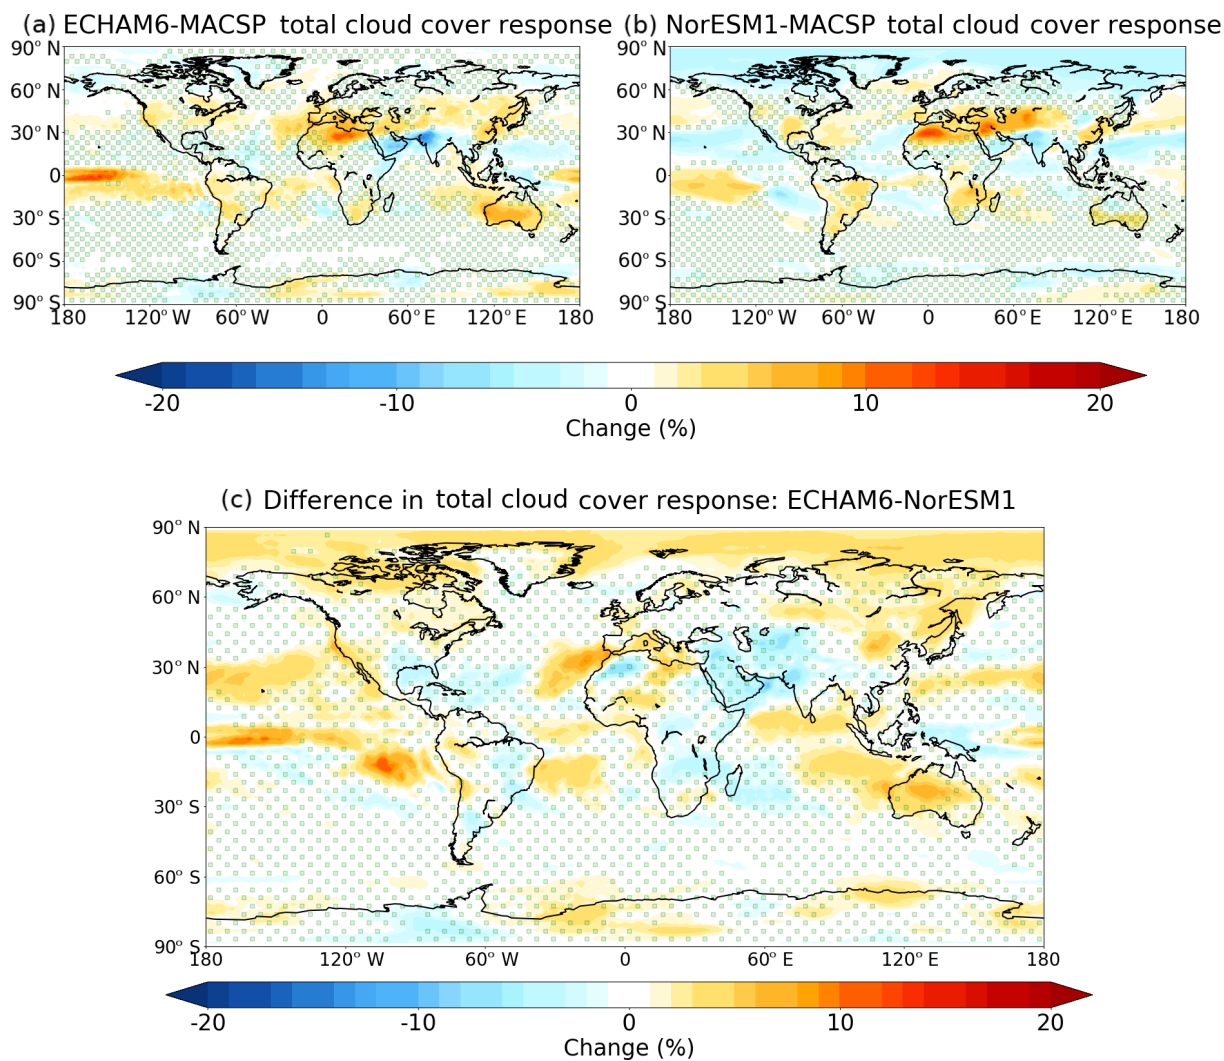 (a) ECHAM6-MACSP total cloud cover response (b) NorESM1-MACSP total cloud cover response
90° N 90° N
60° N 60° N
30° N 30° N
0 0
30° S 30° S
60° S 60° S
90° S 90° S
180 120° W 60° W 0 60° E 120° E 180 180 120° W 60° W 0 60° E 120° E 180
-20 -10 0 10 20
Change (%)
(c) Difference in total cloud cover response: ECHAM6-NorESM1
90° N
60° N
30° N
0
30° S
60° S
90° S
180 120° W 60° W 0 60° E 120° E 180
-20 -10 0 10 20
Change (%)